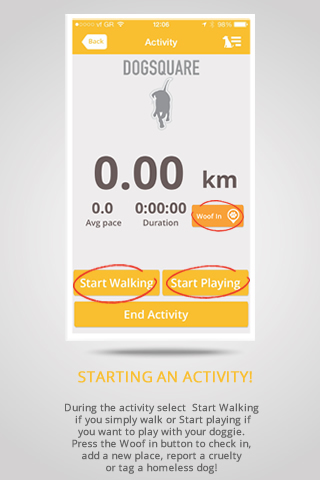 vf GR 12:06 98%
Back Activity
DOGSQUARE
0.00 km
0.0 0:00:00 Woof In
Avg pace Duration
Start Walking Start Playing
End Activity
STARTING AN ACTIVITY!
During the activity select Start Walking
if you simply walk or Start playing if
you want to play with your doggie.
Press the Woof in button to check in,
add a new place, report a cruelty
or tag a homeless dog!